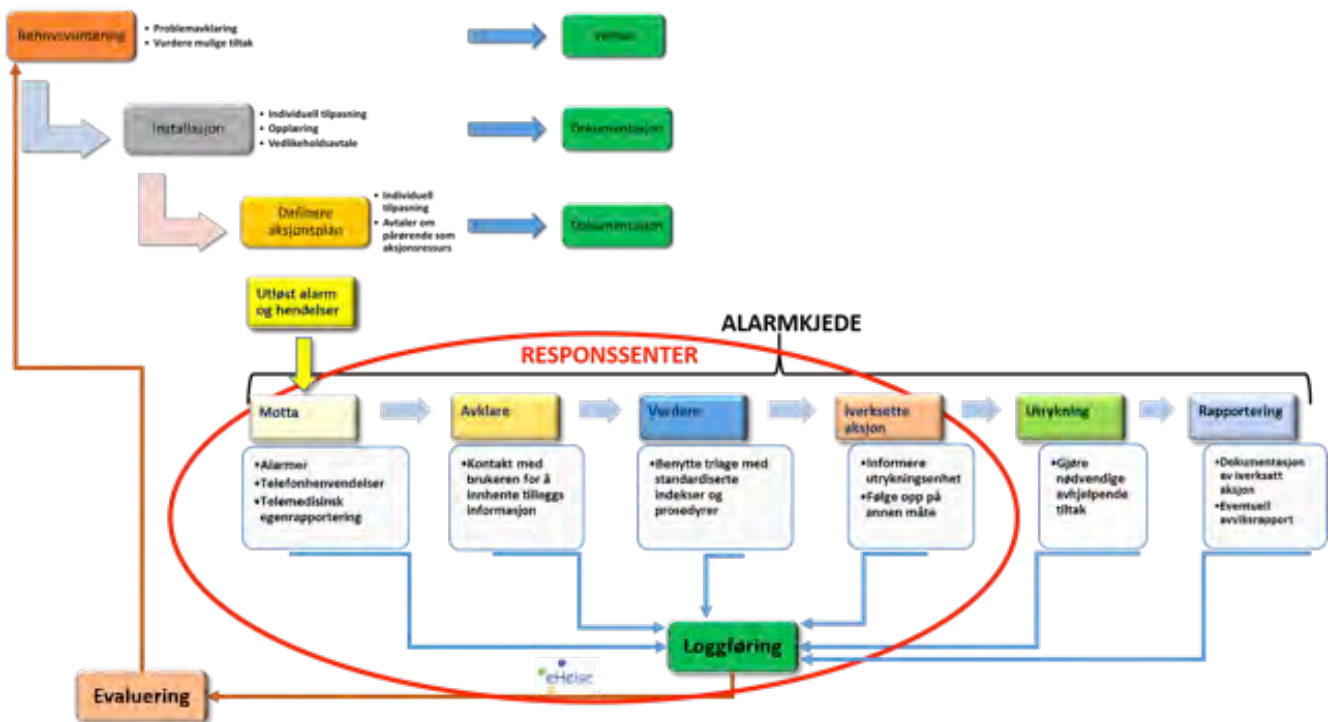 Behovsvurdering
• Problemavklaring
• Vurdere mulige tiltak
Vedtak
Installasjon
• Individuell tilpasning
• Opplæring
• Vedlikeholdsavtale
Dokumentasjon
Definere
aksjonsplan
• Individuell
tilpasning
• Avtaler om
pårørende som
aksjonsressurs
Dokumentasjon
Utløst alarm
og hendelser
ALARMKJEDE
RESPONSSENTER
Motta
Avklare
Vurdere
Iverksette
aksjon
Utrykning
Rapportering
•Alarmer
•Telefonhenvendelser
•Telemedisinsk
egenrapportering
•Kontakt med
brukeren for å
innhente tilleggs
informasjon
•Benytte triage med
standardiserte
indekser og
prosedyrer
•Informere
utrykningsenhet
•Følge opp på
annen måte
•Gjøre
nødvendige
avhjelpende
tiltak
•Dokumentasjon
av iverksatt
aksjon
•Eventuell
avviksrapport
Loggføring
eHelse
Evaluering